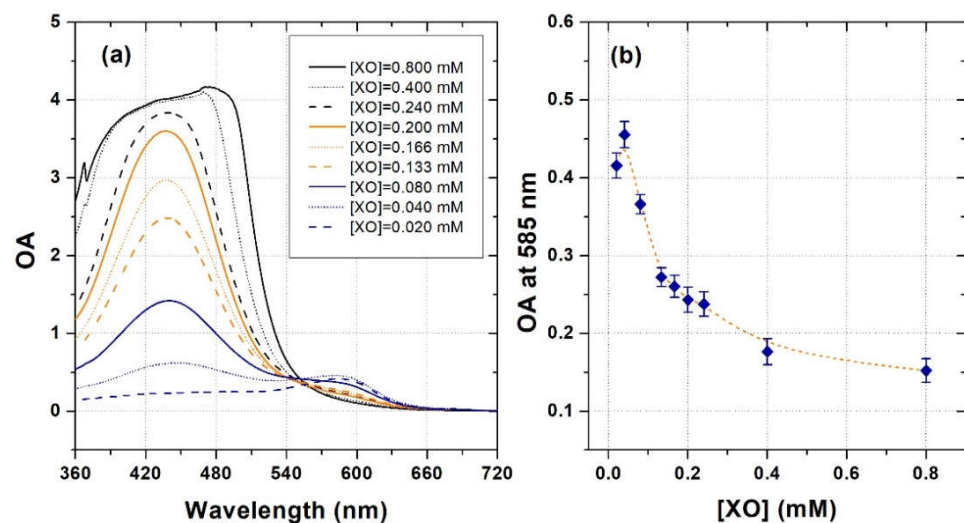 (a)
[XO]=0.800 mM
[XO]=0.400 mM
[XO]=0.240 mM
[XO]=0.200 mM
[XO]=0.166 mM
[XO]=0.133 mM
[XO]=0.080 mM
[XO]=0.040 mM
[XO]=0.020 mM
OA
5
4
3
2
1
0
360 420 480 540 600 660 720
Wavelength (nm)
(b)
OA at 585 nm
0.6
0.5
0.4
0.3
0.2
0.1
0.0 0.2 0.4 0.6 0.8
[XO] (mM)